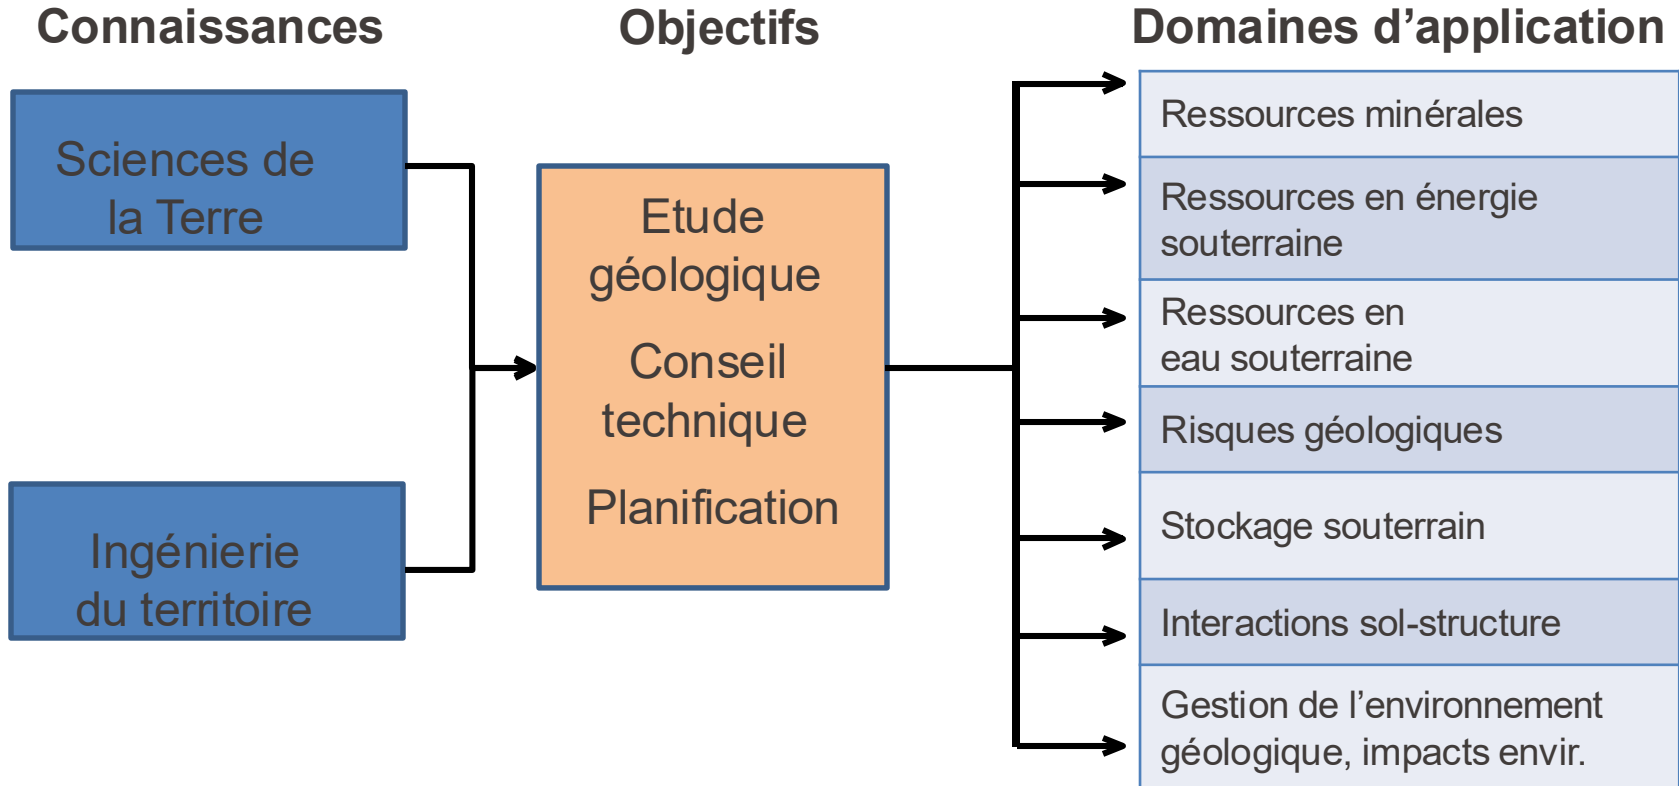 Connaissances
Objectifs
Domaines d’application
Sciences de
la Terre
Ingénierie
du territoire
Etude
géologique
Conseil
technique
Planification
Ressources minérales
Ressources en énergie
souterraine
Ressources en
eau souterraine
Risques géologiques
Stockage souterrain
Interactions sol-structure
Gestion de l’environnement
géologique, impacts envir.